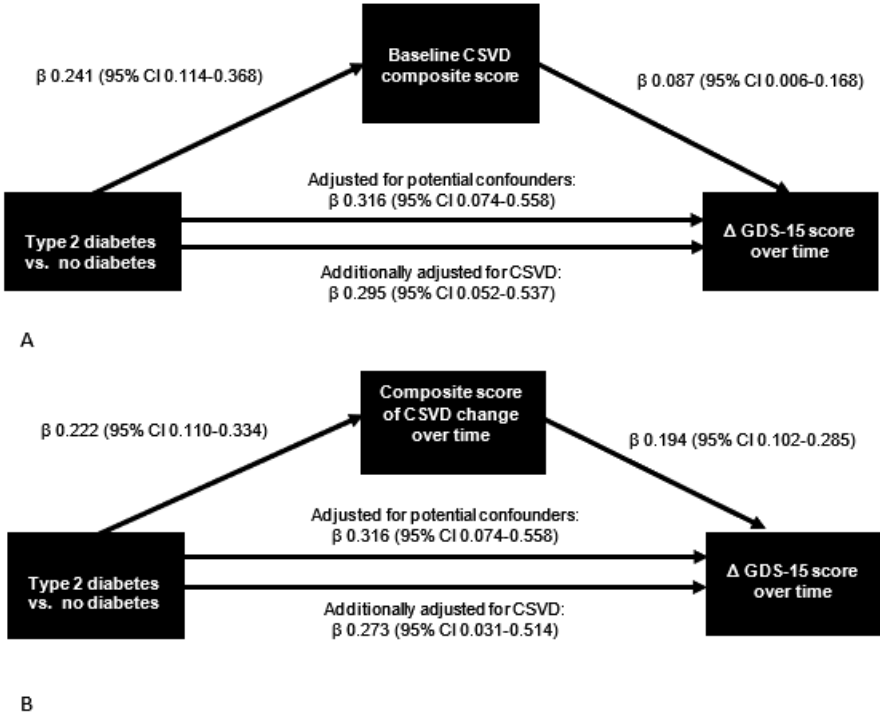 Baseline CSVD
composite score
β 0.241 (95% CI 0.114-0.368)
β 0.087 (95% CI 0.006-0.168)
Adjusted for potential confounders:
β 0.316 (95% CI 0.074-0.558)
Type 2 diabetes
vs. no diabetes
Δ GDS-15 score
over time
Additionally adjusted for CSVD:
β 0.295 (95% CI 0.052-0.537)
A
Composite score
of CSVD change
over time
β 0.222 (95% CI 0.110-0.334)
β 0.194 (95% CI 0.102-0.285)
Adjusted for potential confounders:
β 0.316 (95% CI 0.074-0.558)
Type 2 diabetes
vs. no diabetes
Δ GDS-15 score
over time
Additionally adjusted for CSVD:
β 0.273 (95% CI 0.031-0.514)
B